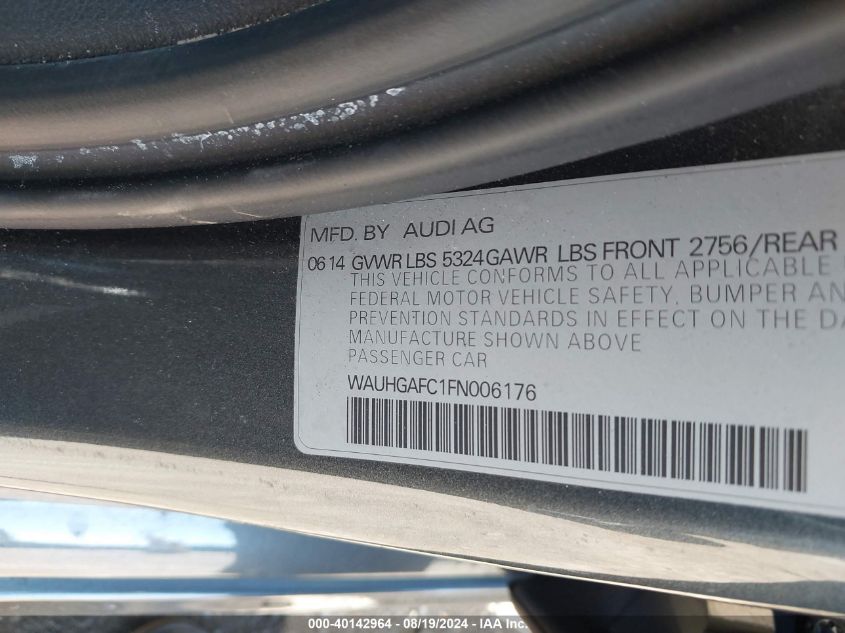 MFD. BY AUDI AG
06 14 GVWR LBS 5324 GAWR LBS FRONT 2756/REAR
THIS VEHICLE CONFORMS TO ALL APPLICABLE
FEDERAL MOTOR VEHICLE SAFETY, BUMPER AN
PREVENTION STANDARDS IN EFFECT ON THE DA
MANUFACTURE SHOWN ABOVE
PASSENGER CAR
WAUHGAFC1FN006176
000-40142964 - 08/19/2024 - IAA Inc.